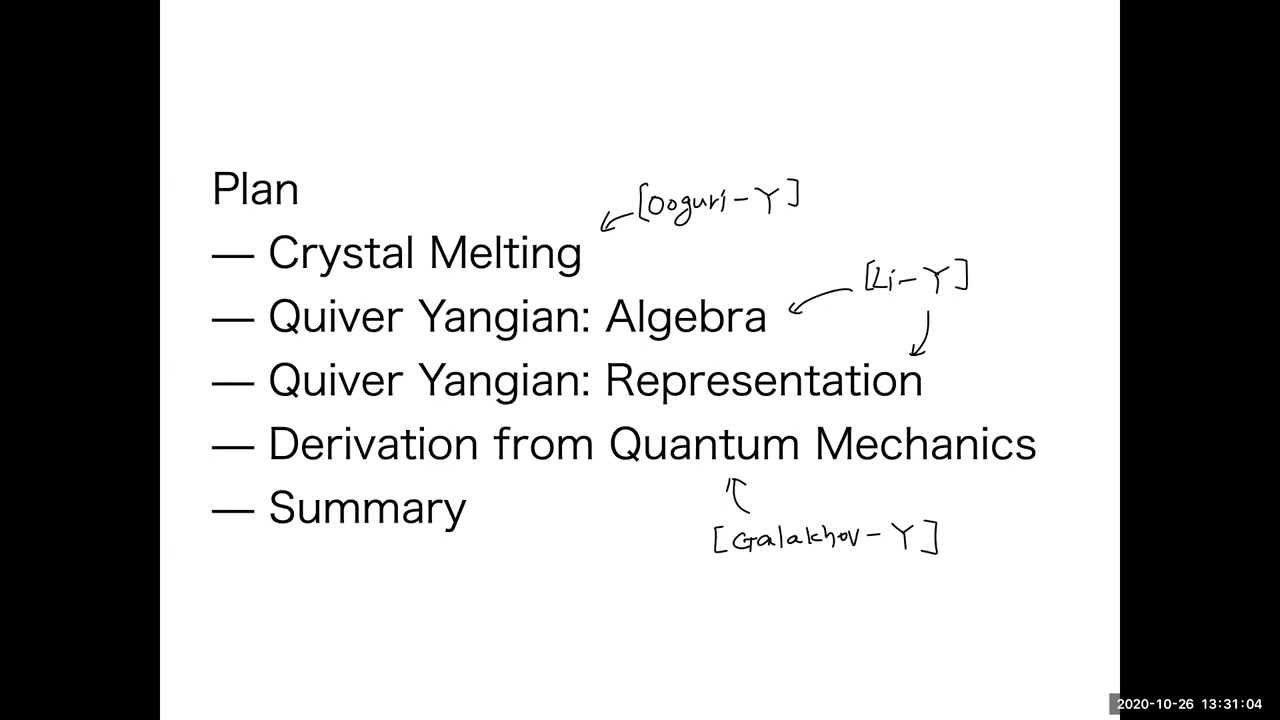 Plan
[Ooguri-Y]
— Crystal Melting
[Li-Y]
— Quiver Yangian: Algebra
— Quiver Yangian: Representation
— Derivation from Quantum Mechanics
— Summary
[Galakhov-Y]
2020-10-26 13:31:04